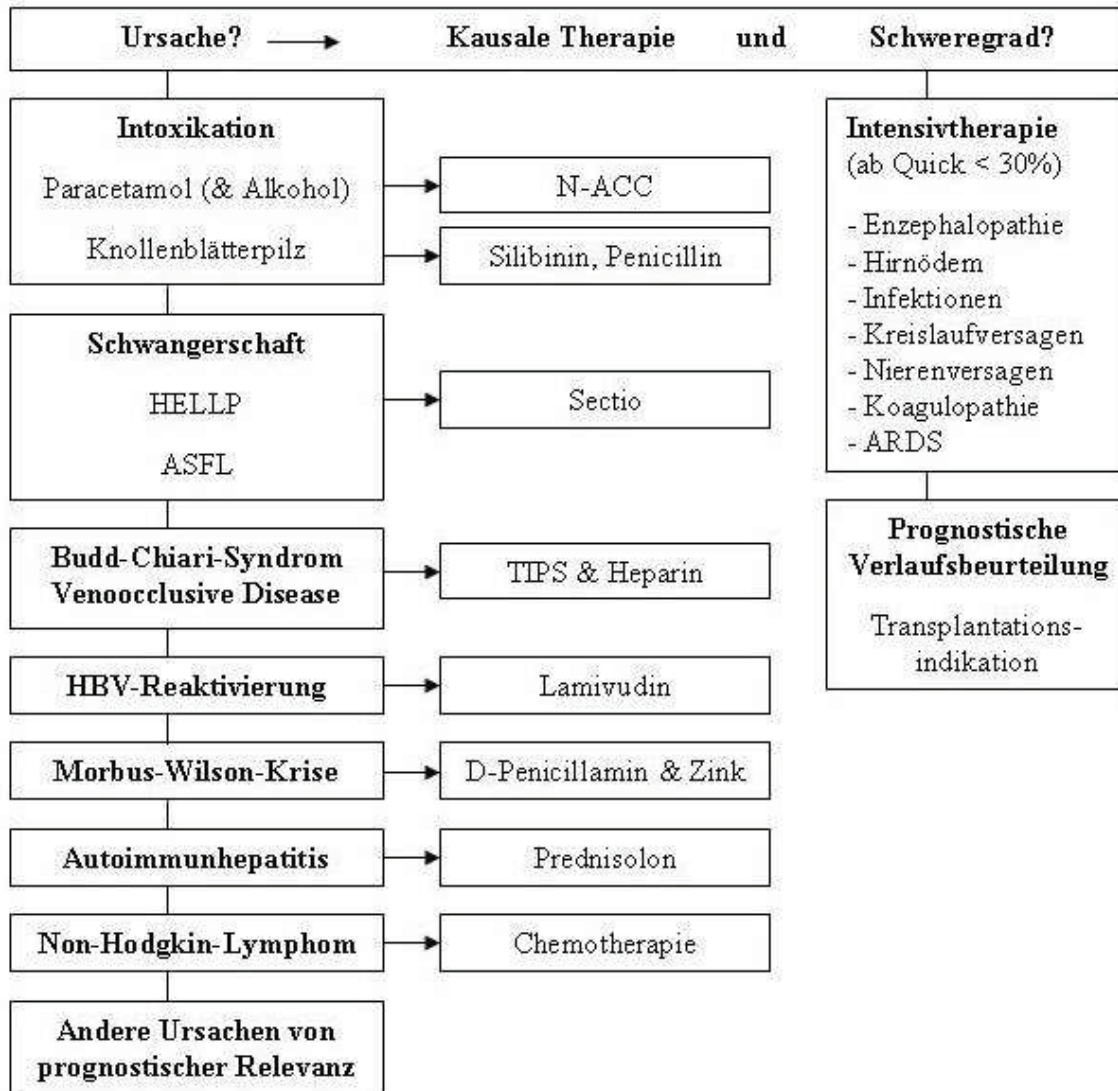 Ursache? Kausale Therapie und Schweregrad?
Intoxikation
Paracetamol (& Alkohol)
Knollenblätterpilz
N-ACC
Silibinin, Penicillin
Schwangerschaft
HELLP
ASFL
Sectio
Budd-Chiari-Syndrom
Venoocclusive Disease
TIPS & Heparin
HBV-Reaktivierung
Lamivudin
Morbus-Wilson-Krise
D-Penicillamin & Zink
Autoimmunhepatitis
Prednisolon
Non-Hodgkin-Lymphom
Chemotherapie
Andere Ursachen von
prognostischer Relevanz
Intensivtherapie
(ab Quick < 30%)
- Enzephalopathie
- Hirnödem
- Infektionen
- Kreislaufversagen
- Nierenversagen
- Koagulopathie
- ARDS
Prognostische
Verlaufsbeurteilung
Transplantations-
indikation